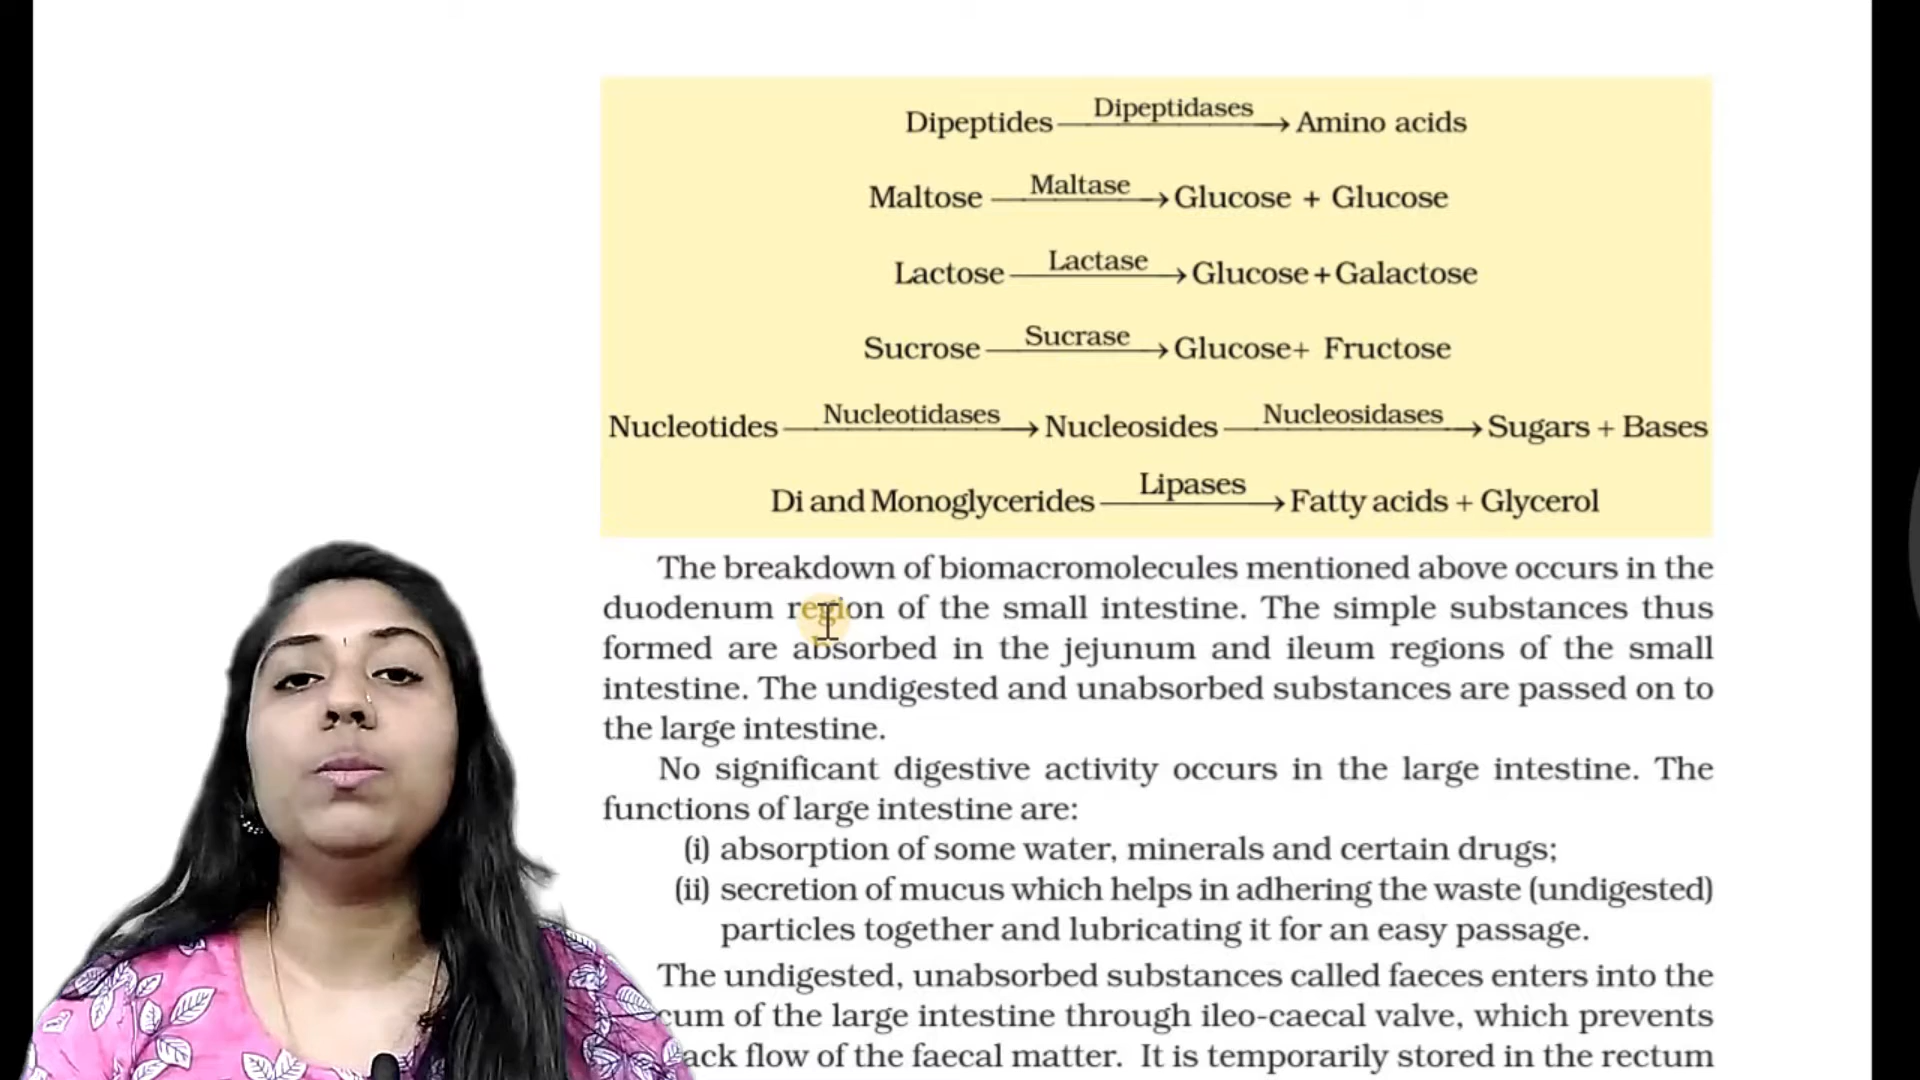 Dipeptides Dipeptidases → Amino acids
Maltose Maltase → Glucose + Glucose
Lactose Lactase → Glucose + Galactose
Sucrose Sucrase → Glucose+ Fructose
Nucleotides Nucleotidases → Nucleosides Nucleosidases → Sugars + Bases
Di and Monoglycerides Lipases → Fatty acids + Glycerol
The breakdown of biomacromolecules mentioned above occurs in the
duodenum region of the small intestine. The simple substances thus
formed are absorbed in the jejunum and ileum regions of the small
intestine. The undigested and unabsorbed substances are passed on to
the large intestine.
No significant digestive activity occurs in the large intestine. The
functions of large intestine are:
(i) absorption of some water, minerals and certain drugs;
(ii) secretion of mucus which helps in adhering the waste (undigested)
particles together and lubricating it for an easy passage.
The undigested, unabsorbed substances called faeces enters into the
cum of the large intestine through ileo-caecal valve, which prevents
ack flow of the faecal matter. It is temporarily stored in the rectum